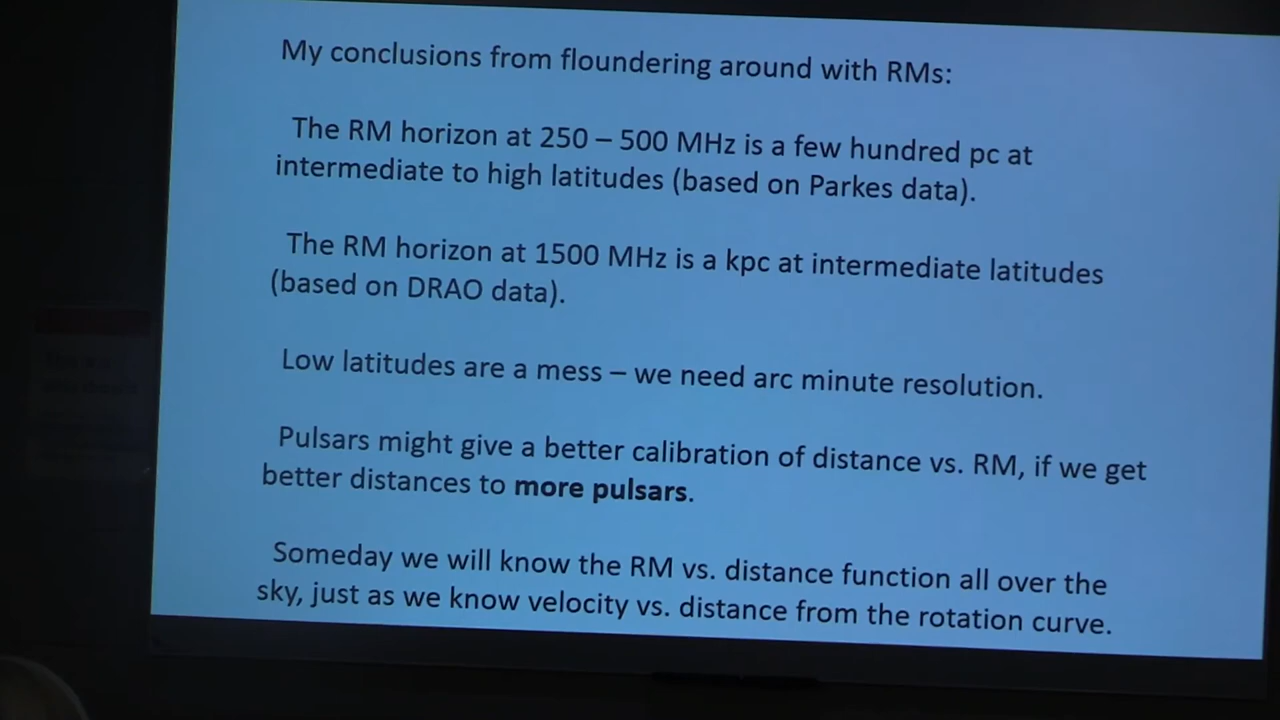 My conclusions from floundering around with RMs:
The RM horizon at 250 – 500 MHz is a few hundred pc at
intermediate to high latitudes (based on Parkes data).
The RM horizon at 1500 MHz is a kpc at intermediate latitudes
(based on DRAO data).
Low latitudes are a mess – we need arc minute resolution.
Pulsars might give a better calibration of distance vs. RM, if we get
better distances to more pulsars.
Someday we will know the RM vs. distance function all over the
sky, just as we know velocity vs. distance from the rotation curve.